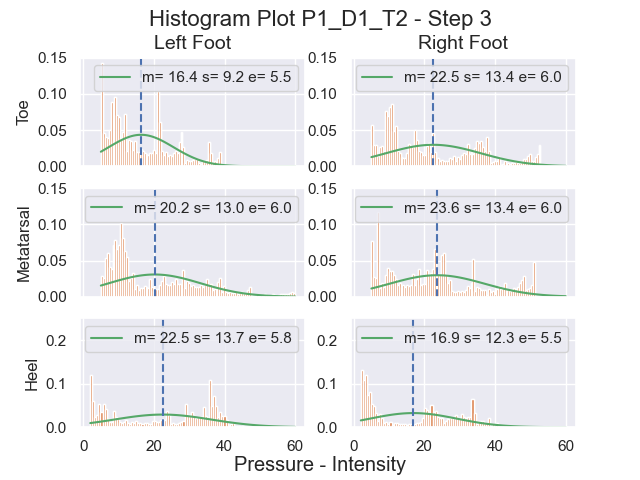 Histogram Plot P1_D1_T2 - Step 3
Left Foot
Right Foot
Toe
0.15
0.10
0.05
0.00
m= 16.4 s= 9.2 e= 5.5
0.15
0.10
0.05
0.00
m= 22.5 s= 13.4 e= 6.0
Metatarsal
0.15
0.10
0.05
0.00
m= 20.2 s= 13.0 e= 6.0
0.15
0.10
0.05
0.00
m= 23.6 s= 13.4 e= 6.0
Heel
0.2
0.1
0.0
m= 22.5 s= 13.7 e= 5.8
0 20 40 60
0.2
0.1
0.0
m= 16.9 s= 12.3 e= 5.5
0 20 40 60
Pressure - Intensity